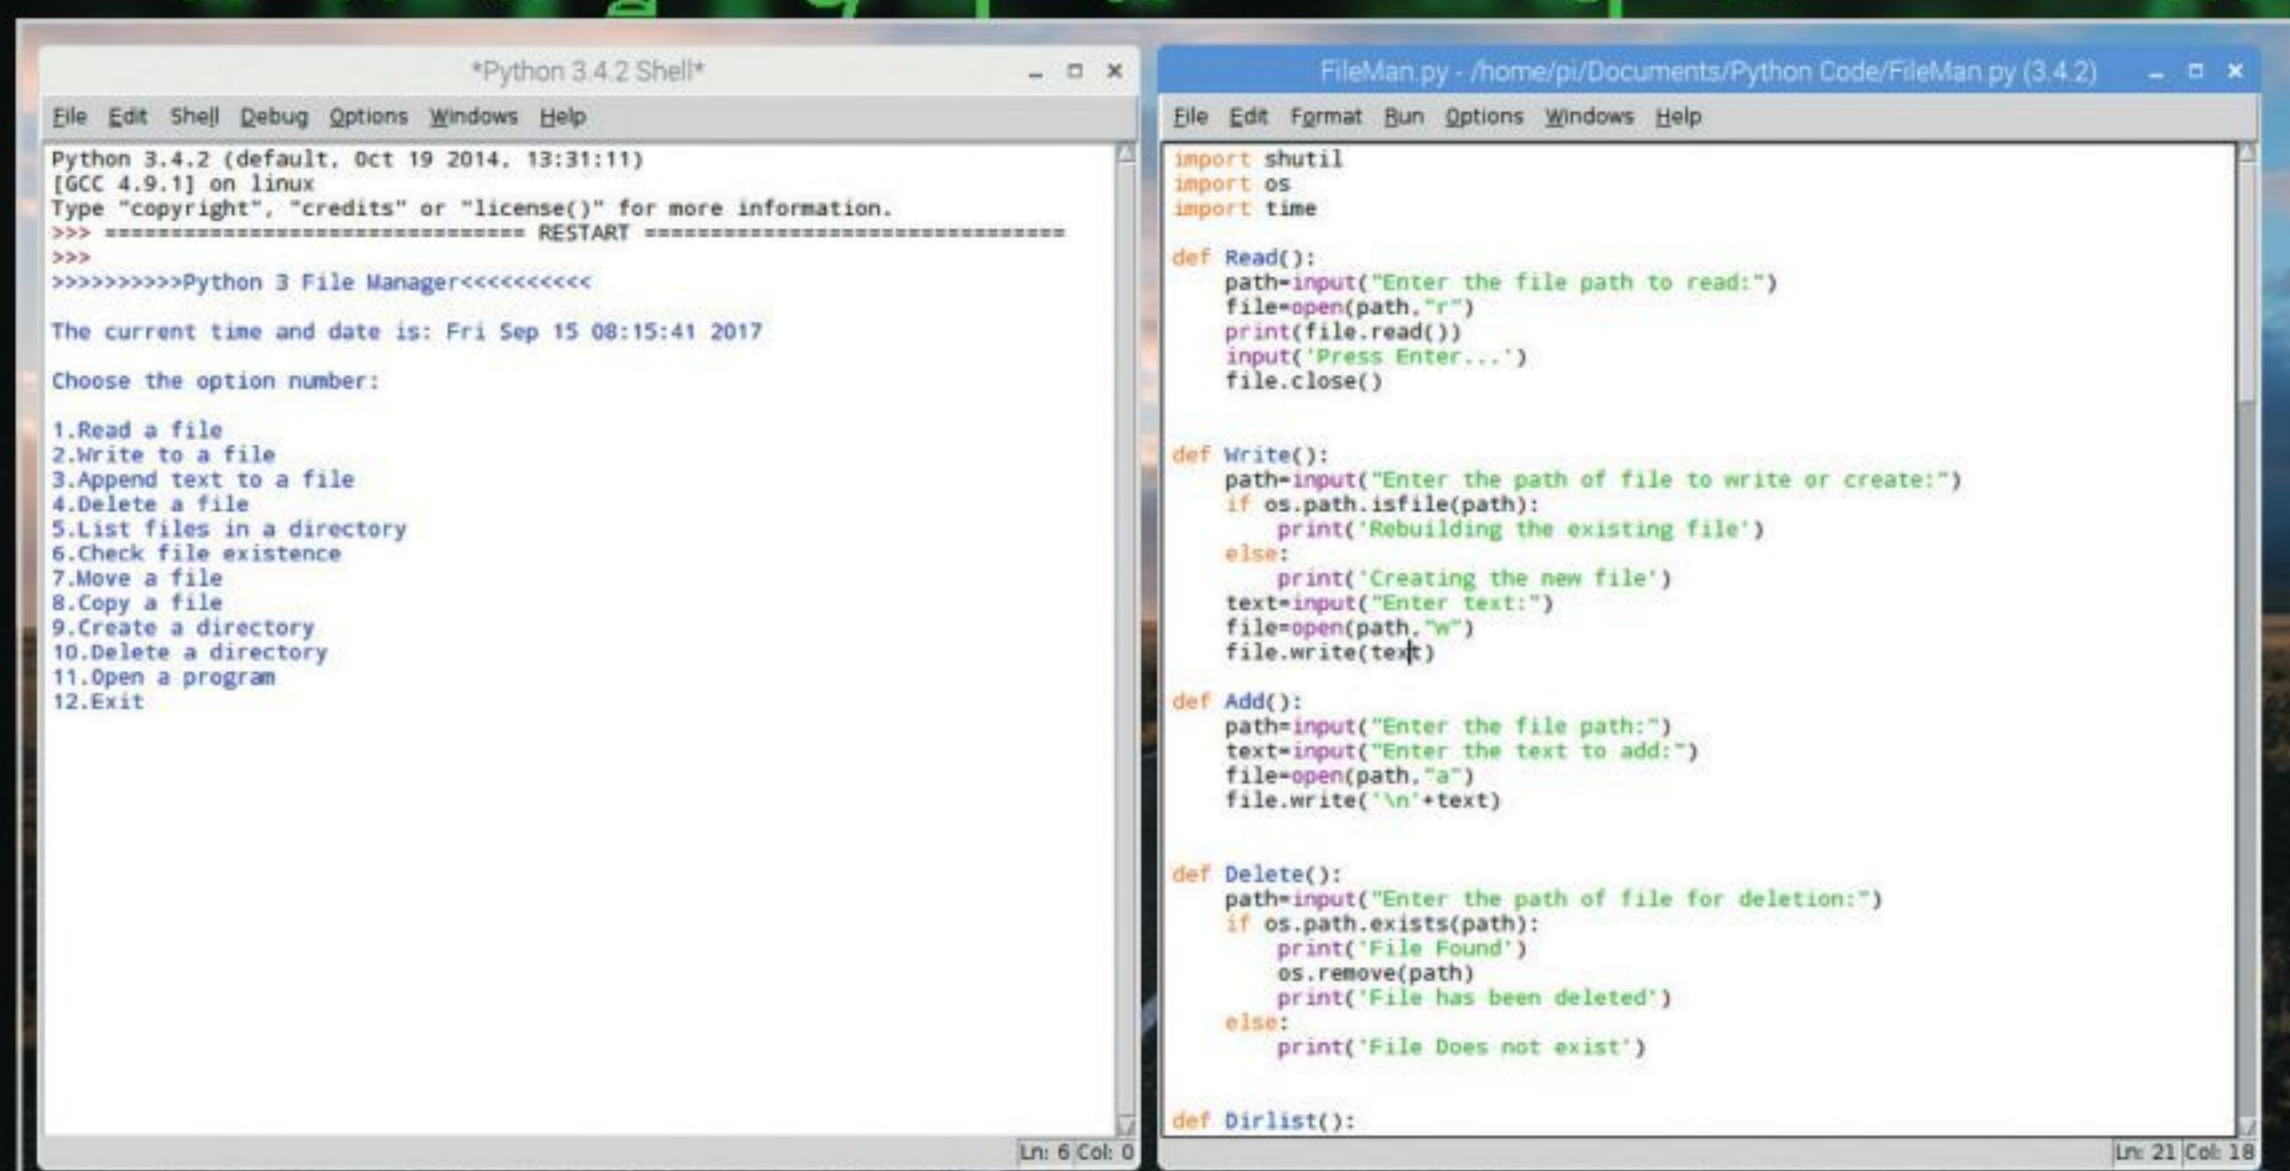 *Python 3.4.2 Shell*
File Edit Shell Debug Options Windows Help
Python 3.4.2 (default, Oct 19 2014, 13:31:11)
[GCC 4.9.1] on linux
Type "copyright", "credits" or "license()" for more information.
>>> ================================ RESTART ================================
>>>
>>>>>>>>>>Python 3 File Manager<<<<<<<<<<
The current time and date is: Fri Sep 15 08:15:41 2017
Choose the option number:
1.Read a file
2.Write to a file
3.Append text to a file
4.Delete a file
5.List files in a directory
6.Check file existence
7.Move a file
8.Copy a file
9.Create a directory
10.Delete a directory
11.Open a program
12.Exit
Ln: 6 Col: 0
FileMan.py - /home/pi/Documents/Python Code/FileMan.py (3.4.2)
File Edit Format Run Options Windows Help
import shutil
import os
import time
def Read():
    path=input("Enter the file path to read:")
    file=open(path,"r")
    print(file.read())
    input('Press Enter...')
    file.close()
def Write():
    path=input("Enter the path of file to write or create:")
    if os.path.isfile(path):
        print('Rebuilding the existing file')
    else:
        print('Creating the new file')
    text=input("Enter text:")
    file=open(path,"w")
    file.write(text)
def Add():
    path=input("Enter the file path:")
    text=input("Enter the text to add:")
    file=open(path,"a")
    file.write('\n'+text)
def Delete():
    path=input("Enter the path of file for deletion:")
    if os.path.exists(path):
        print('File Found')
        os.remove(path)
        print('File has been deleted')
    else:
        print('File Does not exist')
def Dirlist():
Ln: 21 Col: 18